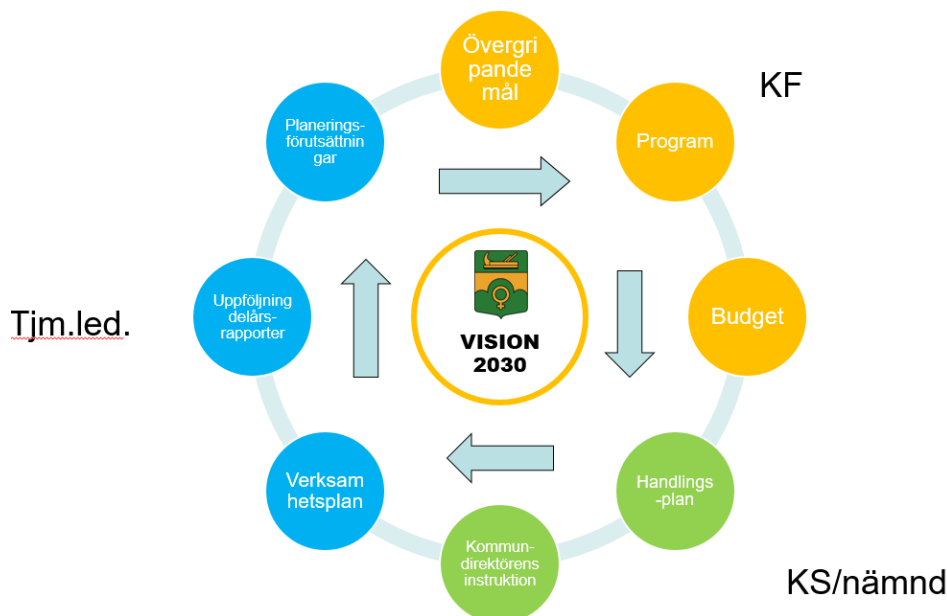 Övergri
pande
mål
KF
Program
Budget
Handlings
-plan
KS/nämnd
Kommun-
direktörens
instruktion
Verksam
hetsplan
Tjm.led.
Uppföljning
delårs-
rapporter
Planerings-
förutsättnin
gar
VISION
2030